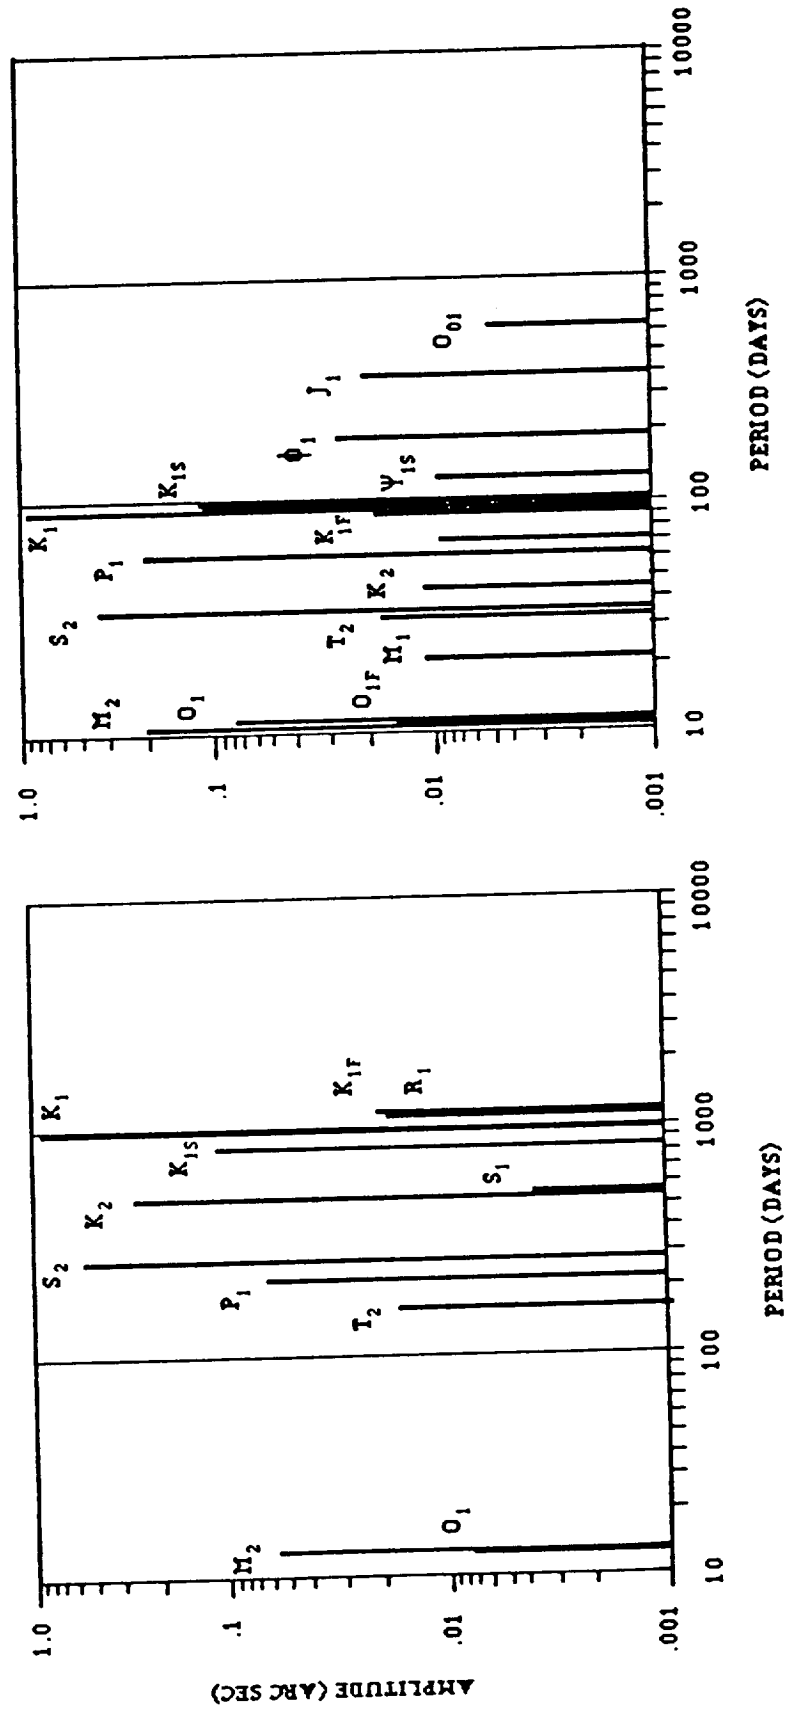 AMPLITUDE (ARC SEC)
1.0
.1
.01
.001
M₂
O₁
T₂
P₁
S₂
K₂
S₁
K₁S
K₁
K₁F
R₁
10
100
1000
10000
PERIOD (DAYS)
1.0
.1
.01
.001
M₂
O₁
O₁F
M₁
T₂
S₂
K₂
P₁
K₁F
K₁
K₁S
Ψ₁S
Φ₁
J₁
O₀₁
10
100
1000
10000
PERIOD (DAYS)